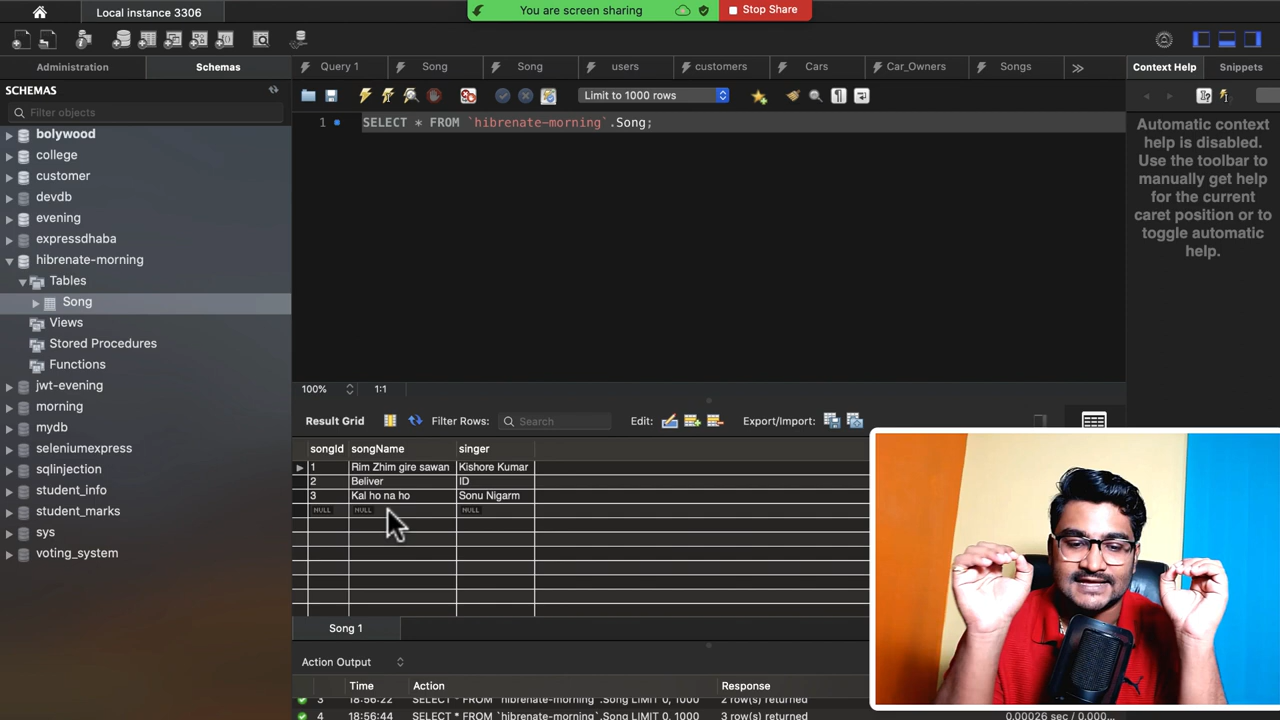 Local instance 3306
You are screen sharing
Stop Share
Administration
Schemas
Query 1
Song
Song
users
customers
Cars
Car_Owners
Songs
Context Help
Snippets
SCHEMAS
Filter objects
Limit to 1000 rows
1
SELECT * FROM `hibrenate-morning`.Song;
bolywood
college
customer
devdb
evening
expressdhaba
hibrenate-morning
Tables
Song
Views
Stored Procedures
Functions
jwt-evening
morning
mydb
seleniumexpress
sqlinjection
student_info
student_marks
sys
voting_system
Automatic context
help is disabled.
Use the toolbar to
manually get help
for the current
caret position or to
toggle automatic
help.
100%
1:1
Result Grid
Filter Rows:
Search
Edit:
Export/Import:
songId songName singer
1 Rim Zhim gire sawan Kishore Kumar
2 Beliver ID
3 Kal ho na ho Sonu Nigarm
NULL NULL NULL
Song 1
Action Output
Time Action Response
3 18:56:22 SELECT * FROM `hibrenate-morning`.Song LIMIT 0, 1000 2 row(s) returned
4 18:56:44 SELECT * FROM `hibrenate-morning`.Song LIMIT 0, 1000 3 row(s) returned
0.00026 sec / 0.000...